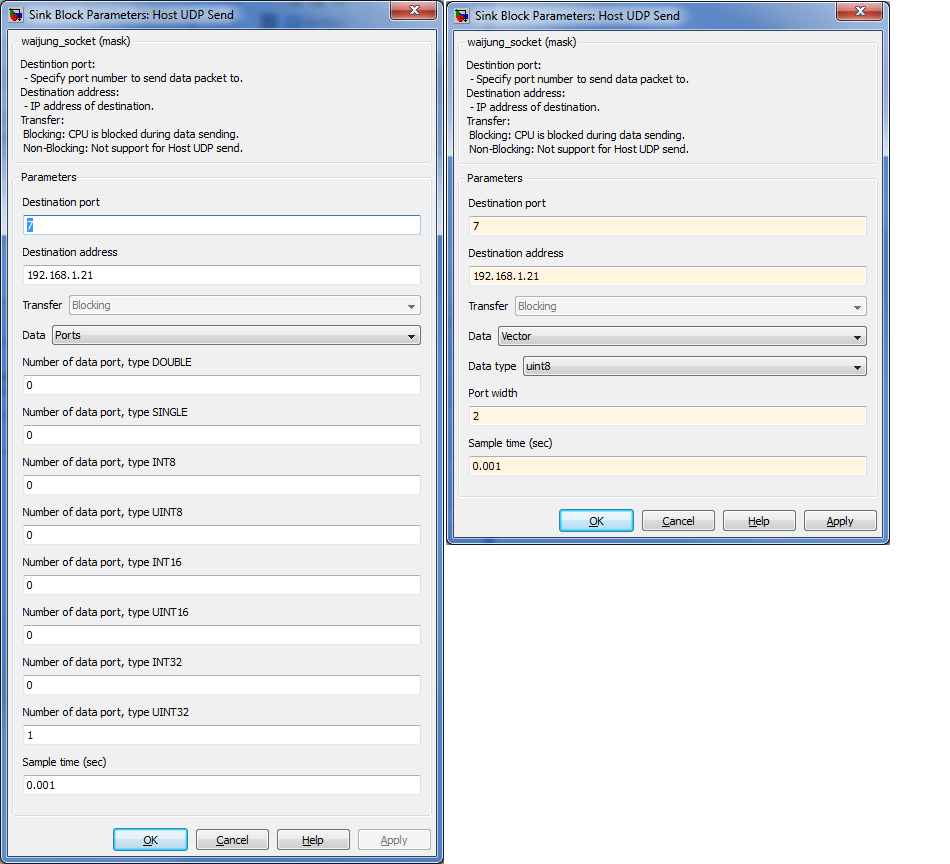 Sink Block Parameters: Host UDP Send
waijung_socket (mask)
Destintion port:
- Specify port number to send data packet to.
Destination address:
- IP address of destination.
Transfer:
Blocking: CPU is blocked during data sending.
Non-Blocking: Not support for Host UDP send.
Parameters
Destination port
7
Destination address
192.168.1.21
Transfer Blocking
Data Ports
Number of data port, type DOUBLE
0
Number of data port, type SINGLE
0
Number of data port, type INT8
0
Number of data port, type UINT8
0
Number of data port, type INT16
0
Number of data port, type UINT16
0
Number of data port, type INT32
0
Number of data port, type UINT32
1
Sample time (sec)
0.001
OK Cancel Help Apply
Sink Block Parameters: Host UDP Send
waijung_socket (mask)
Destintion port:
- Specify port number to send data packet to.
Destination address:
- IP address of destination.
Transfer:
Blocking: CPU is blocked during data sending.
Non-Blocking: Not support for Host UDP send.
Parameters
Destination port
7
Destination address
192.168.1.21
Transfer Blocking
Data Vector
Data type uint8
Port width
2
Sample time (sec)
0.001
OK Cancel Help Apply